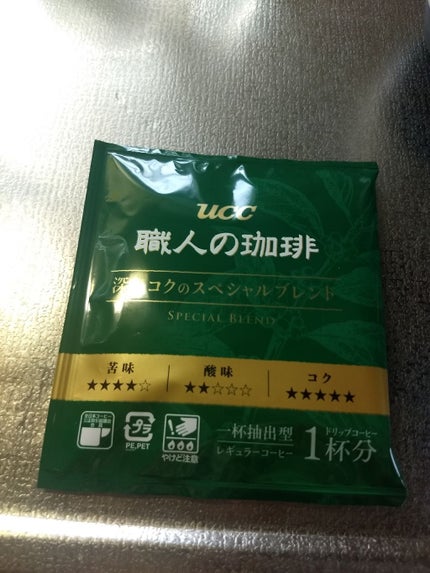 UCC
職人の珈琲
深いコクのスペシャルブレンド
SPECIAL BLEND
苦味 酸味 コク
★★★★☆ ★★☆☆☆ ★★★★★
プラ
PE,PET
やけど注意
一杯抽出型
レギュラーコーヒー
ドリップコーヒー
1杯分